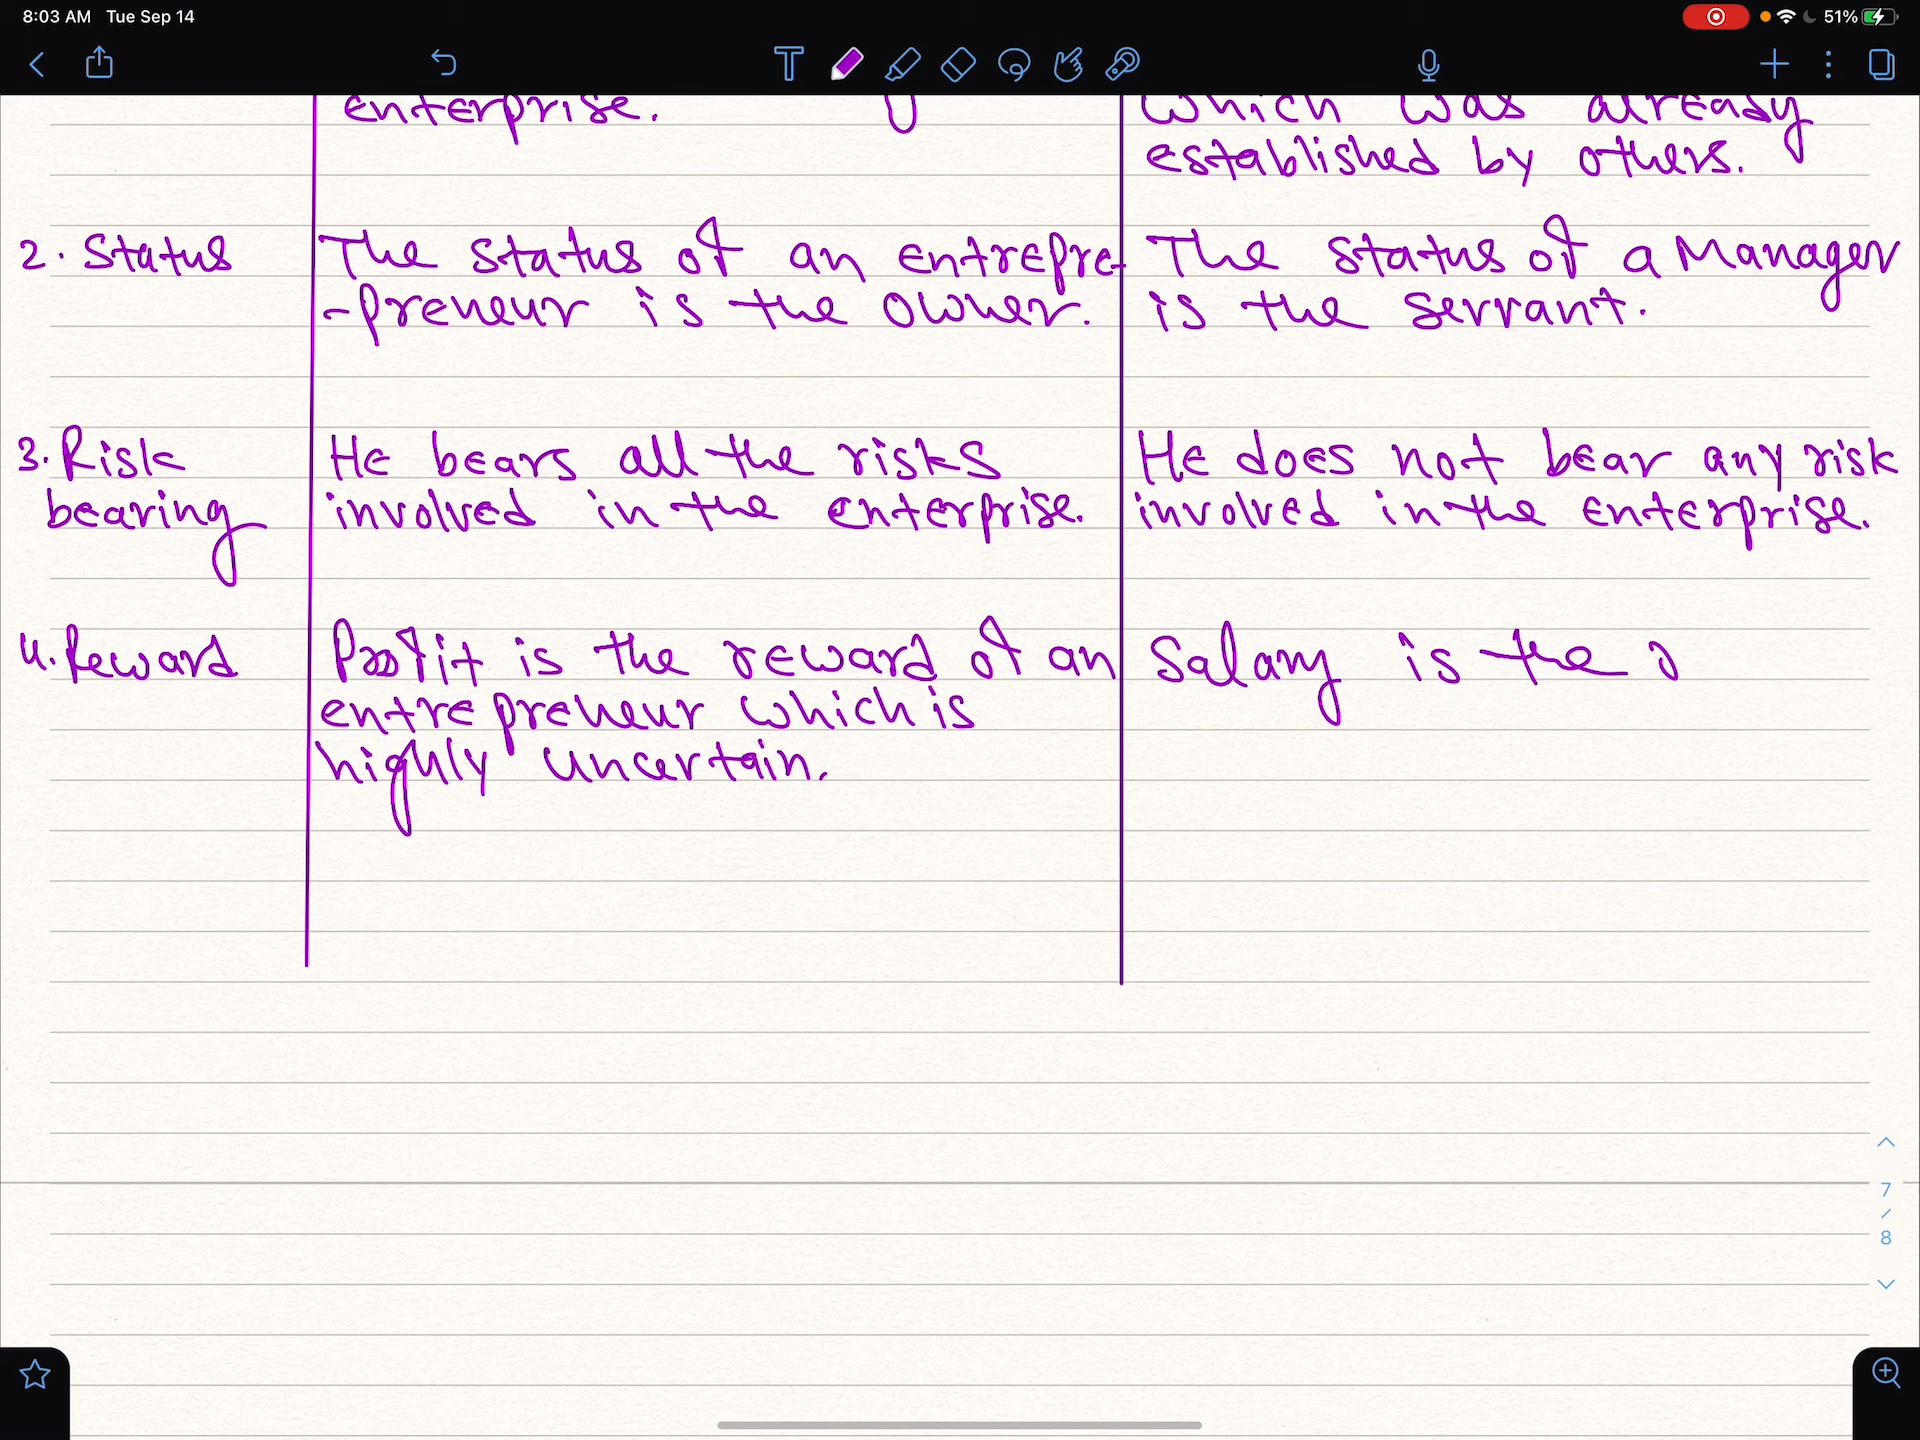 8:03 AM Tue Sep 14
51%
T
enterprise.
which was already
established by others.
2. Status
The status of an entrepre-
-preneur is the owner.
The status of a Manager
is the servant.
3. Risk
bearing
He bears all the risks
involved in the enterprise.
He does not bear any risk
involved in the enterprise.
4. Reward
Profit is the reward of an
entrepreneur which is
highly uncertain.
Salary is the
7
/
8